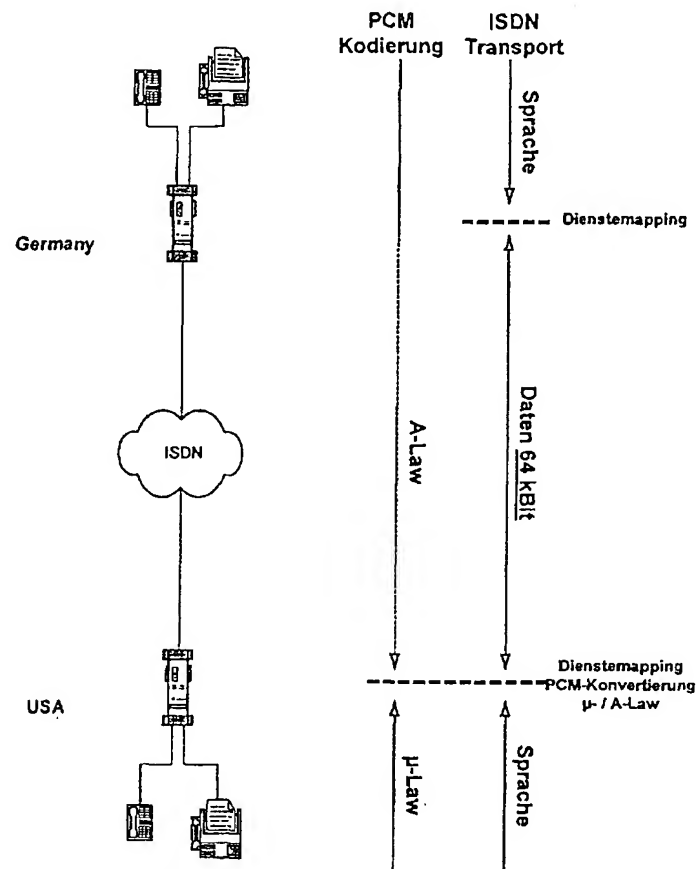 PCM
Kodierung
ISDN
Transport
Sprache
Dienstemapping
Germany
A-Law
Daten 64 kBit
ISDN
Dienstemapping
PCM-Konvertierung
µ- / A-Law
USA
µ-Law
Sprache